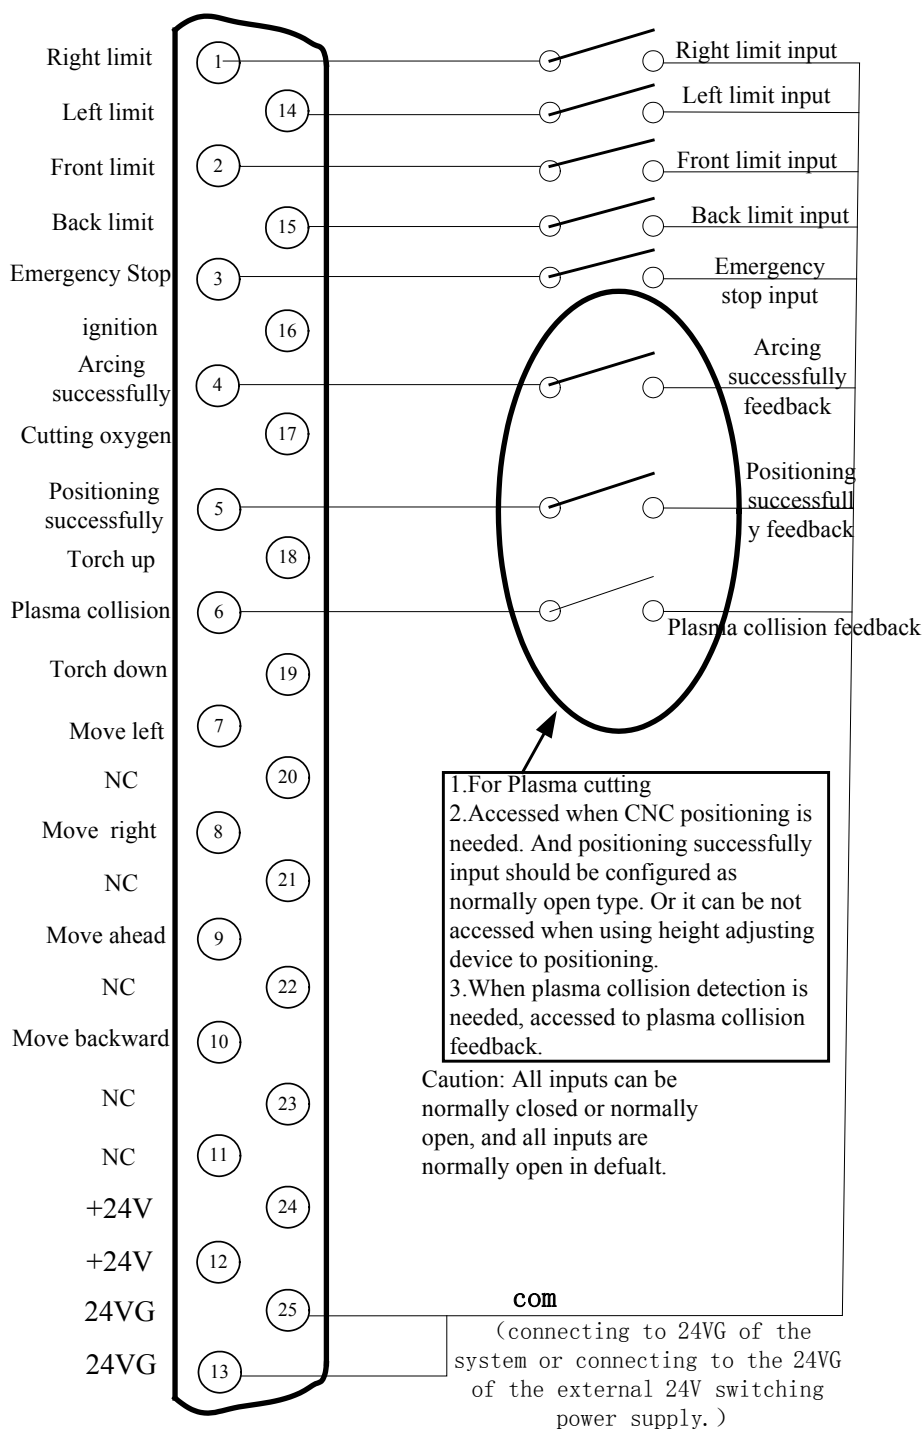 Right limit
1
Right limit input
Left limit
14
Left limit input
Front limit
2
Front limit input
Back limit
15
Back limit input
Emergency Stop
3
Emergency
stop input
ignition
16
Arcing
successfully
4
Arcing
successfully
feedback
Cutting oxygen
17
Positioning
successfully
5
Positioning
successfull
y feedback
Torch up
18
Plasma collision
6
Plasma collision feedback
Torch down
19
Move left
7
NC
20
Move right
8
NC
21
Move ahead
9
NC
22
Move backward
10
NC
23
NC
11
+24V
24
+24V
12
24VG
25
24VG
13
1.For Plasma cutting
2.Accessed when CNC positioning is
needed. And positioning successfully
input should be configured as
normally open type. Or it can be not
accessed when using height adjusting
device to positioning.
3.When plasma collision detection is
needed, accessed to plasma collision
feedback.
Caution: All inputs can be
normally closed or normally
open, and all inputs are
normally open in defualt.
com
(connecting to 24VG of the
system or connecting to the 24VG
of the external 24V switching
power supply.)